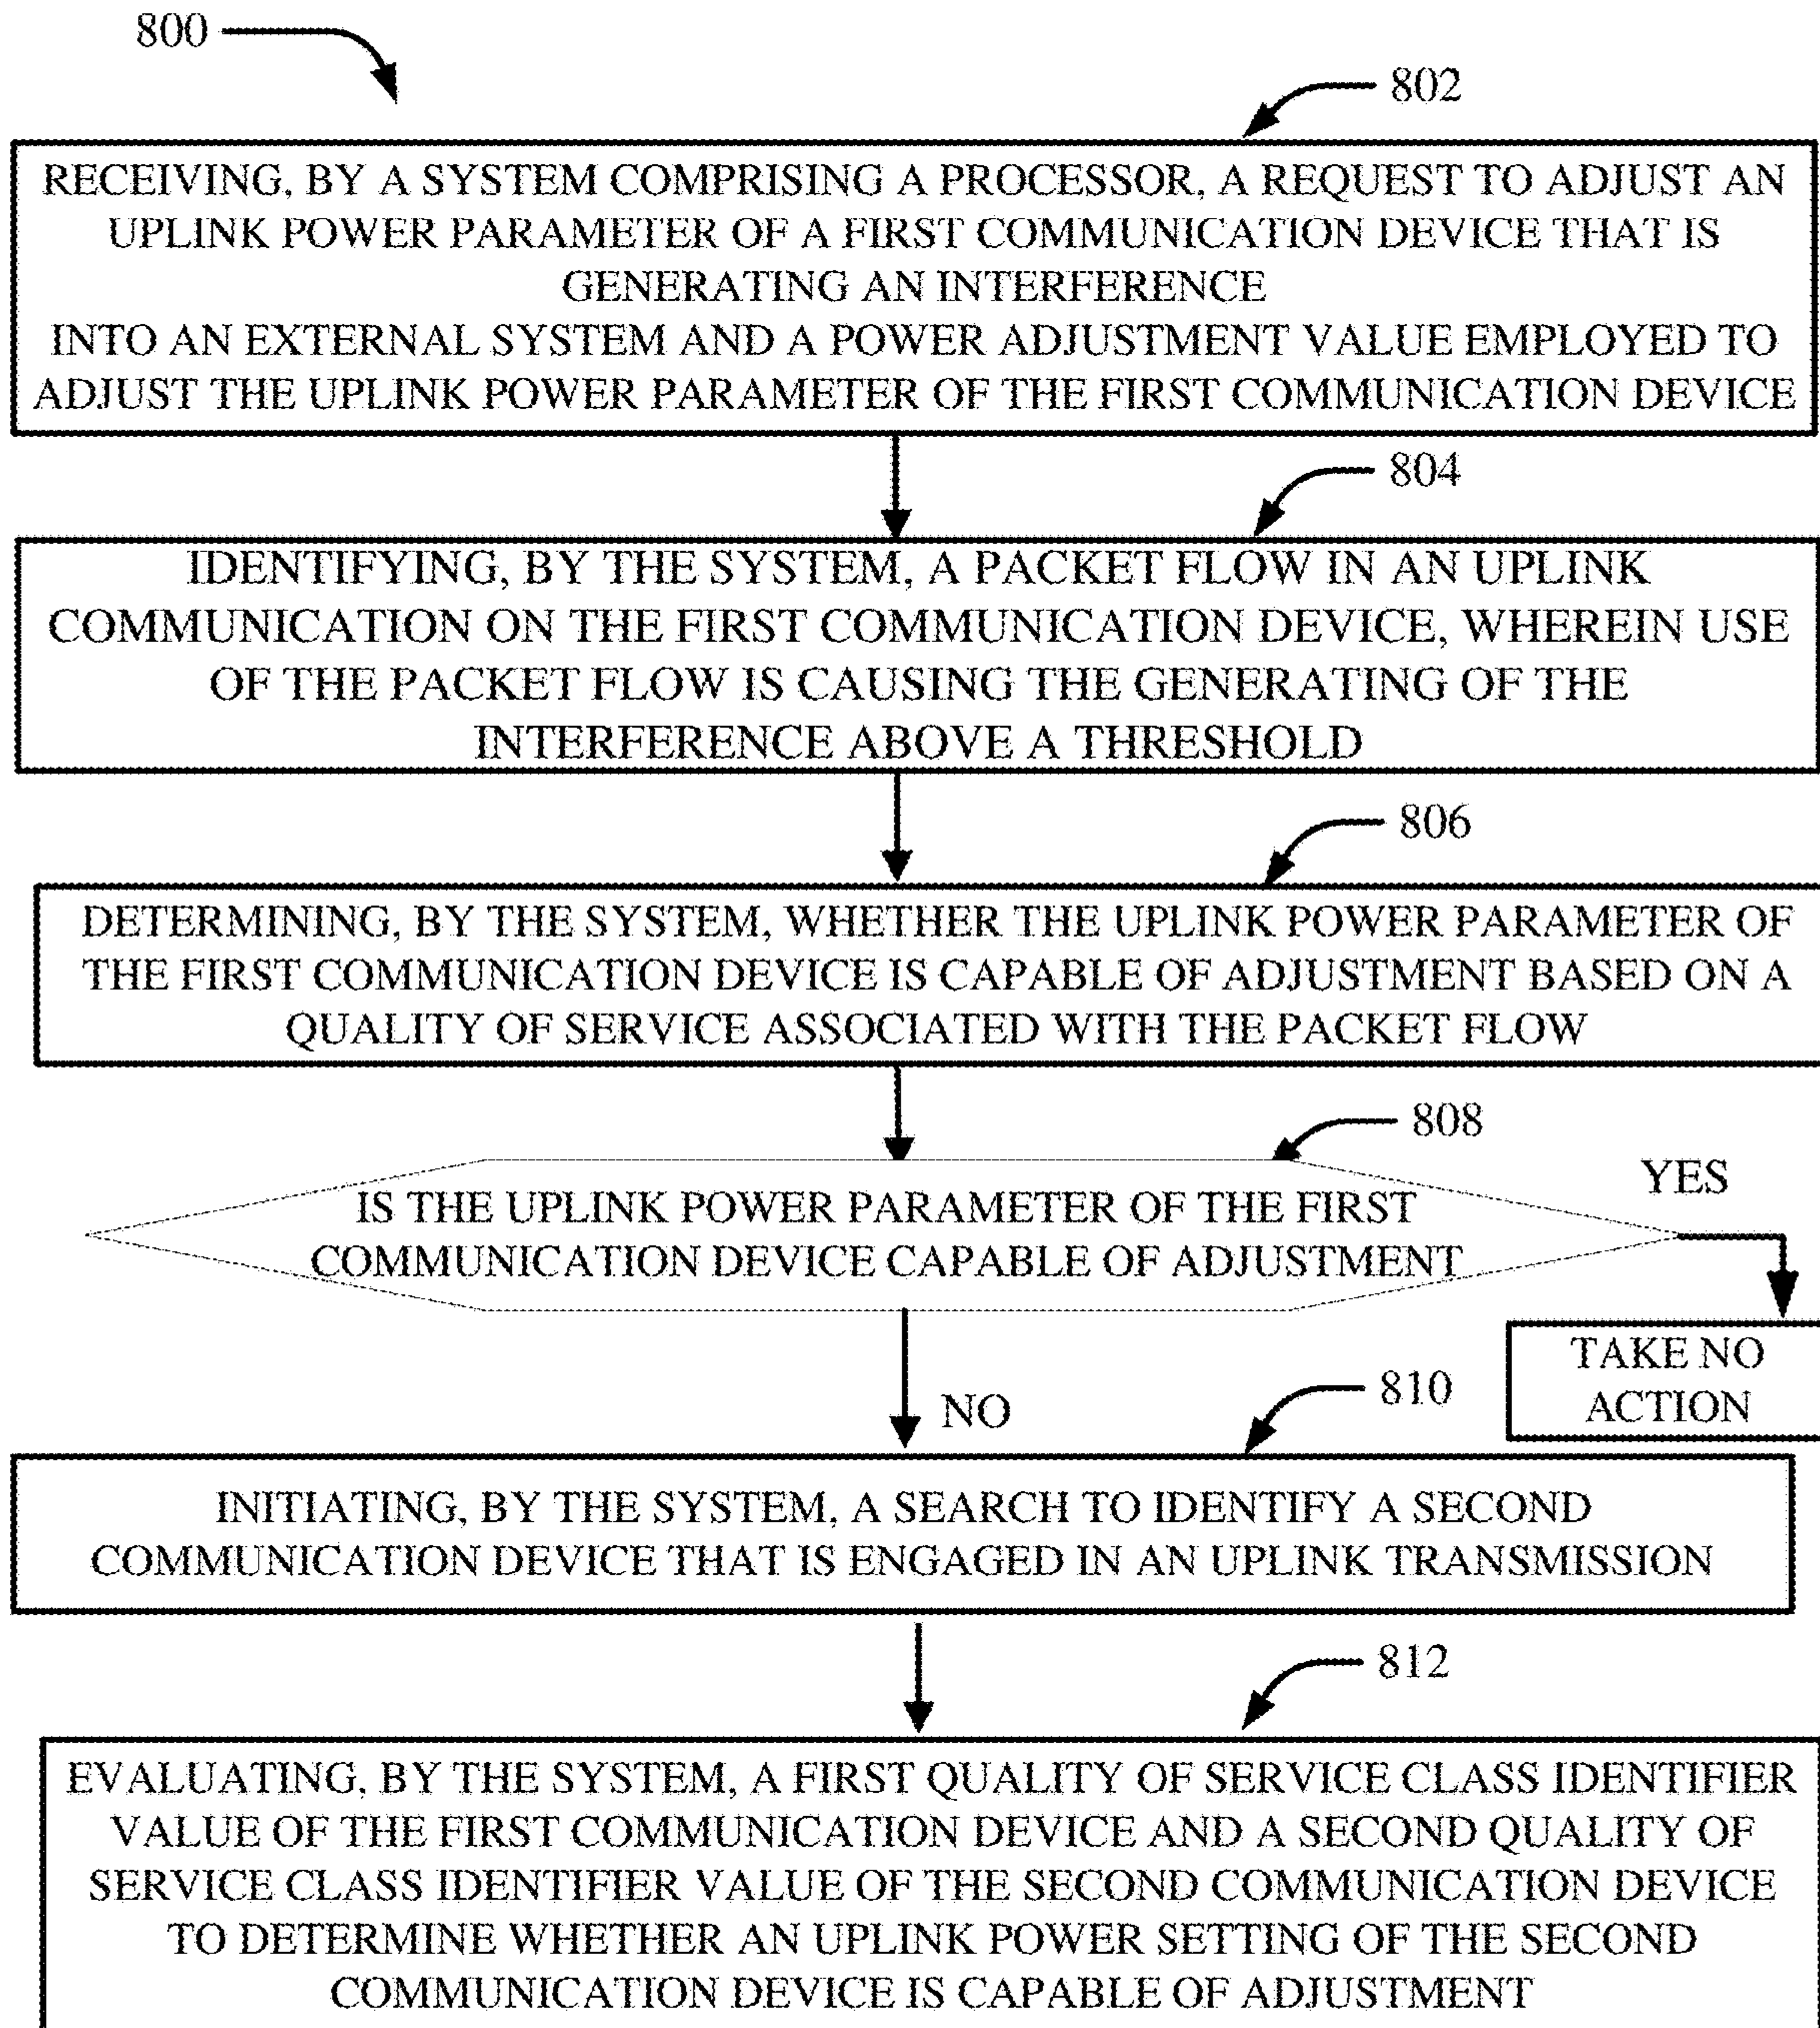 800
802
RECEIVING, BY A SYSTEM COMPRISING A PROCESSOR, A REQUEST TO ADJUST AN
UPLINK POWER PARAMETER OF A FIRST COMMUNICATION DEVICE THAT IS
GENERATING AN INTERFERENCE
INTO AN EXTERNAL SYSTEM AND A POWER ADJUSTMENT VALUE EMPLOYED TO
ADJUST THE UPLINK POWER PARAMETER OF THE FIRST COMMUNICATION DEVICE
804
IDENTIFYING, BY THE SYSTEM, A PACKET FLOW IN AN UPLINK
COMMUNICATION ON THE FIRST COMMUNICATION DEVICE, WHEREIN USE
OF THE PACKET FLOW IS CAUSING THE GENERATING OF THE
INTERFERENCE ABOVE A THRESHOLD
806
DETERMINING, BY THE SYSTEM, WHETHER THE UPLINK POWER PARAMETER OF
THE FIRST COMMUNICATION DEVICE IS CAPABLE OF ADJUSTMENT BASED ON A
QUALITY OF SERVICE ASSOCIATED WITH THE PACKET FLOW
808
YES
IS THE UPLINK POWER PARAMETER OF THE FIRST
COMMUNICATION DEVICE CAPABLE OF ADJUSTMENT
TAKE NO
ACTION
NO
810
INITIATING, BY THE SYSTEM, A SEARCH TO IDENTIFY A SECOND
COMMUNICATION DEVICE THAT IS ENGAGED IN AN UPLINK TRANSMISSION
812
EVALUATING, BY THE SYSTEM, A FIRST QUALITY OF SERVICE CLASS IDENTIFIER
VALUE OF THE FIRST COMMUNICATION DEVICE AND A SECOND QUALITY OF
SERVICE CLASS IDENTIFIER VALUE OF THE SECOND COMMUNICATION DEVICE
TO DETERMINE WHETHER AN UPLINK POWER SETTING OF THE SECOND
COMMUNICATION DEVICE IS CAPABLE OF ADJUSTMENT